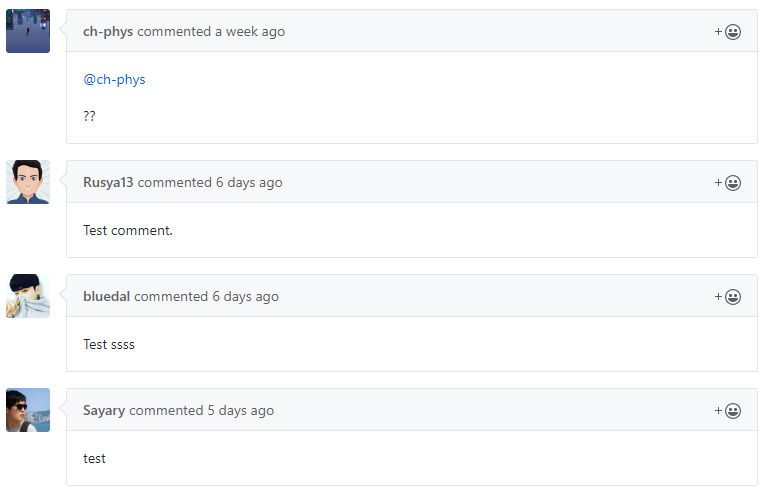 ch-phys commented a week ago
@ch-phys
??
Rusya13 commented 6 days ago
Test comment.
bluedal commented 6 days ago
Test ssss
Sayary commented 5 days ago
test